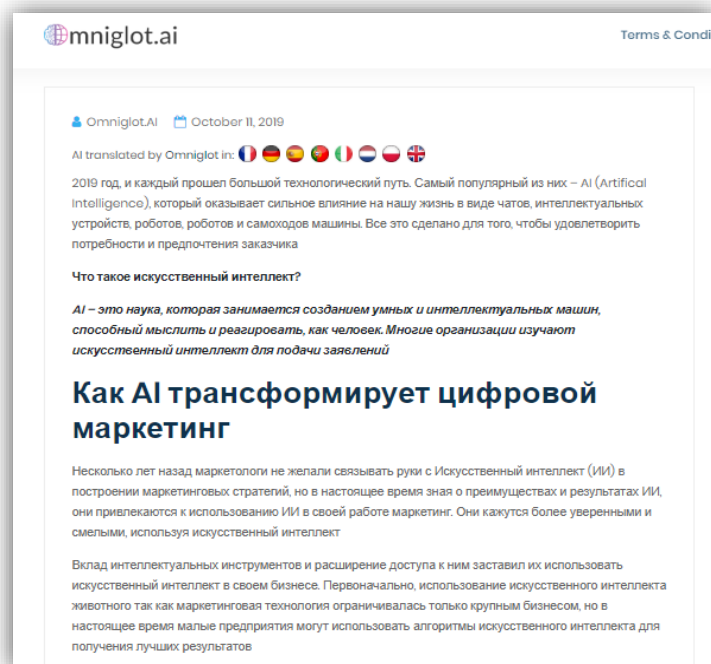 Omniglot.ai
Terms & Condi
Omniglot.AI October 11, 2019
AI translated by Omniglot in:
2019 год, и каждый прошел большой технологический путь. Самый популярный из них – AI (Artifical
Intelligence), который оказывает сильное влияние на нашу жизнь в виде чатов, интеллектуальных
устройств, роботов, роботов и самоходов машины. Все это сделано для того, чтобы удовлетворить
потребности и предпочтения заказчика
Что такое искусственный интеллект?
AI – это наука, которая занимается созданием умных и интеллектуальных машин,
способный мыслить и реагировать, как человек. Многие организации изучают
искусственный интеллект для подачи заявлений
Как AI трансформирует цифровой
маркетинг
Несколько лет назад маркетологи не желали связывать руки с Искусственный интеллект (ИИ) в
построении маркетинговых стратегий, но в настоящее время зная о преимуществах и результатах ИИ,
они привлекаются к использованию ИИ в своей работе маркетинг. Они кажутся более уверенными и
смелыми, используя искусственный интеллект
Вклад интеллектуальных инструментов и расширение доступа к ним заставил их использовать
искусственный интеллект в своем бизнесе. Первоначально, использование искусственного интеллекта
животного так как маркетинговая технология ограничивалась только крупным бизнесом, но в
настоящее время малые предприятия могут использовать алгоритмы искусственного интеллекта для
получения лучших результатов